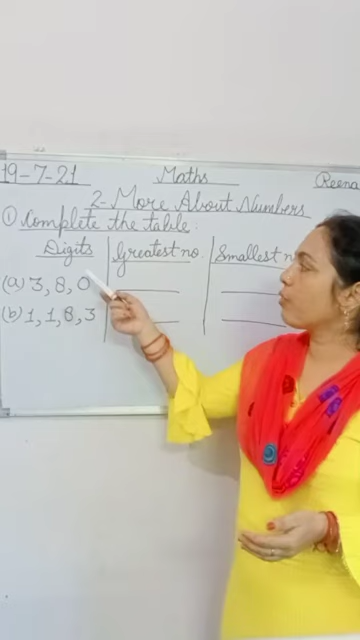 19-7-21 Maths Reena
2-More About Numbers
① Complete the table:
Digits Greatest no. Smallest n
(a) 3, 8, 0
(b) 1, 1, 8, 3